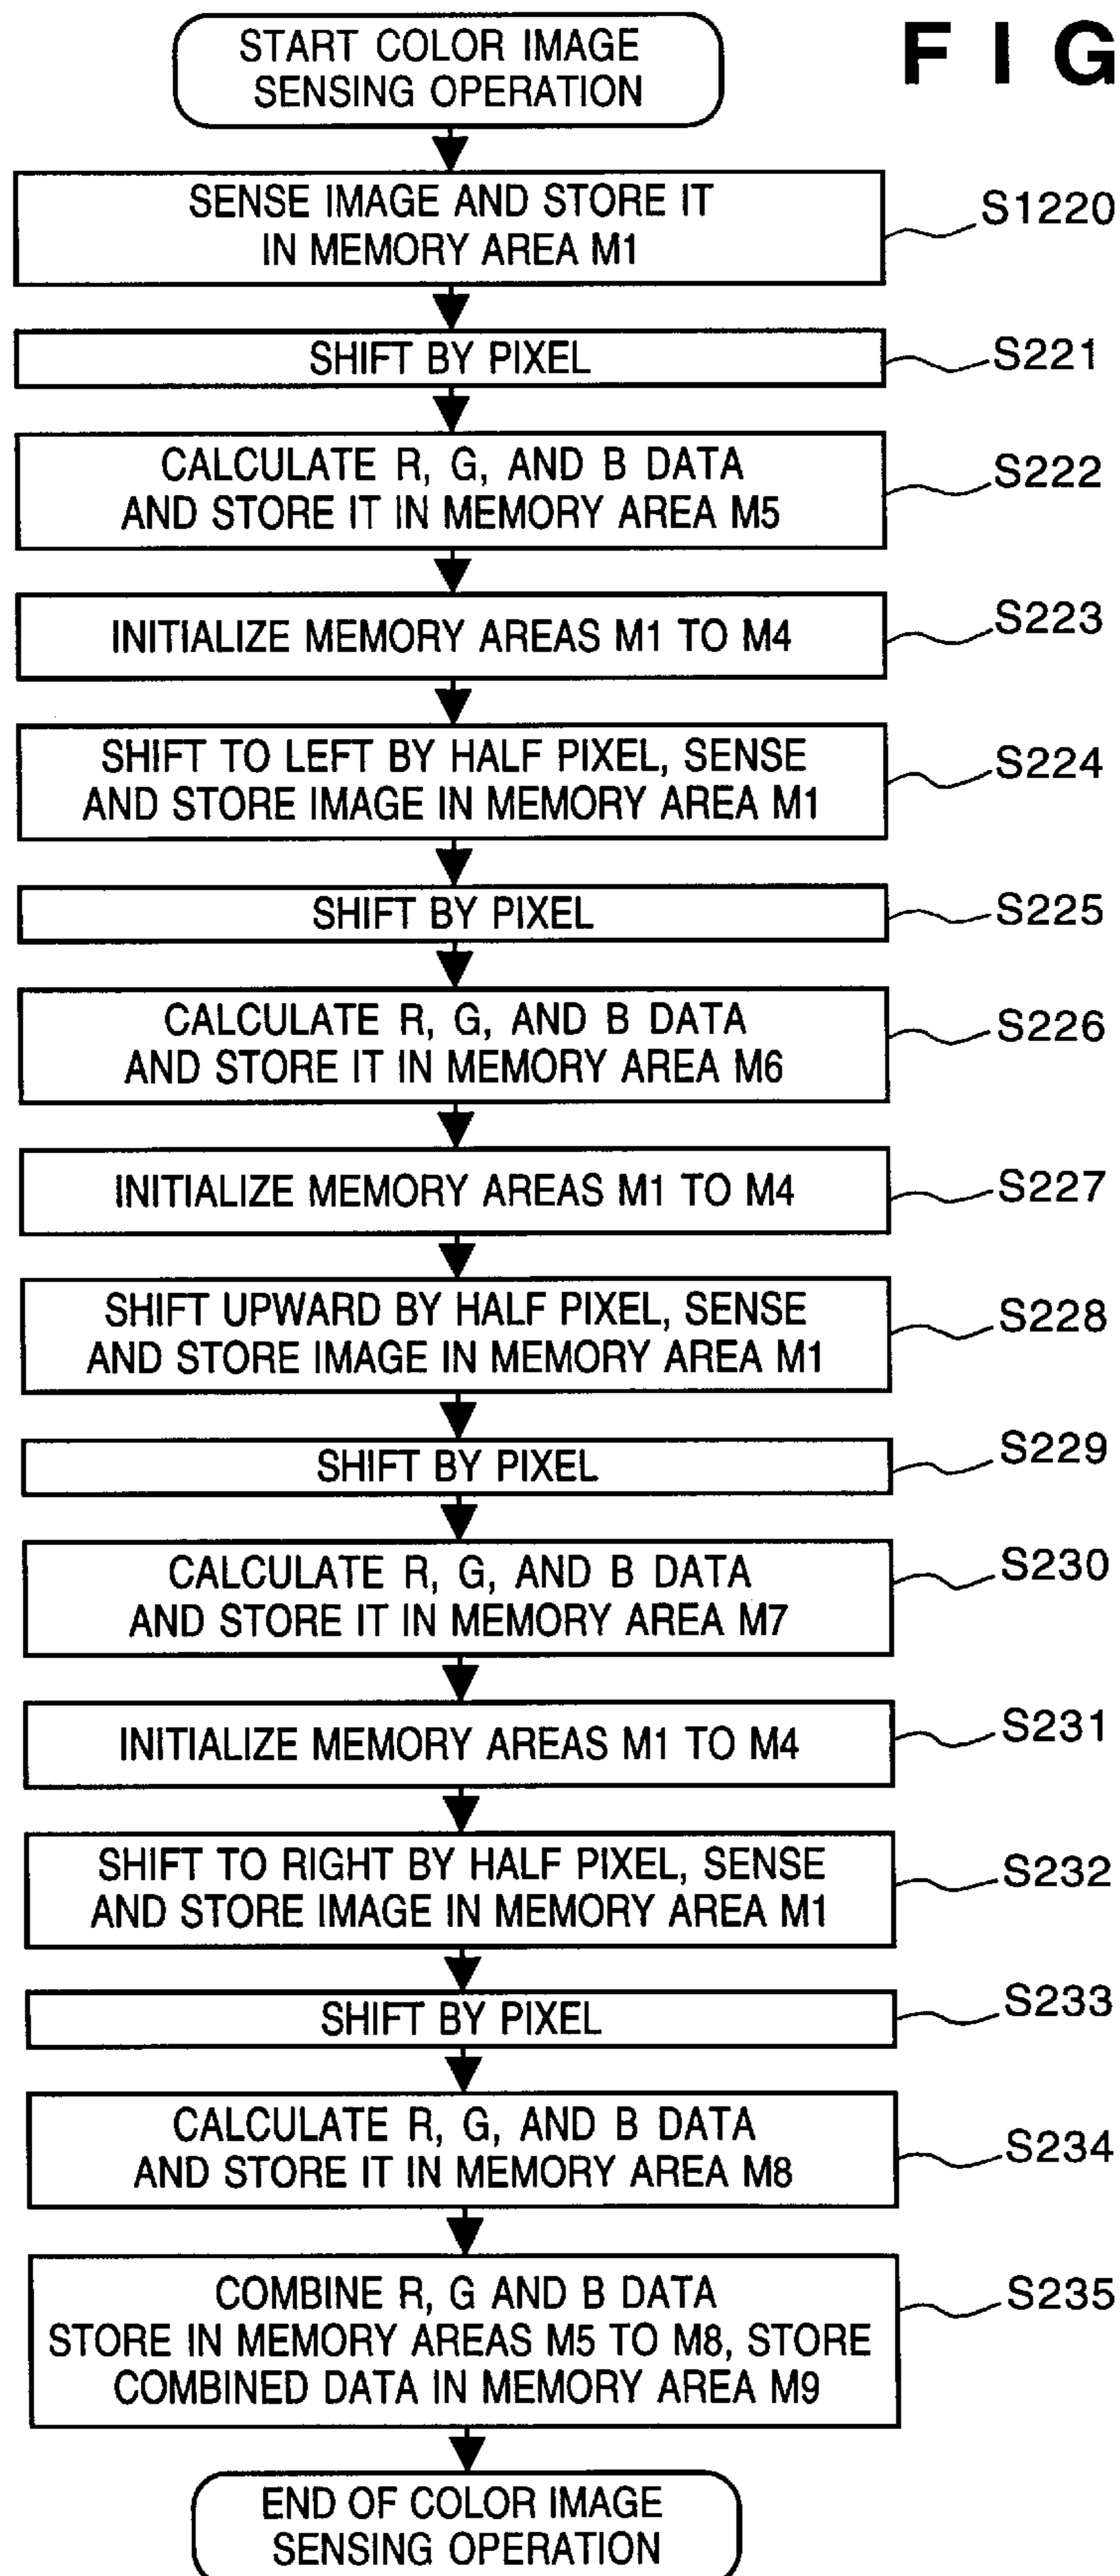 FIG
START COLOR IMAGE
SENSING OPERATION
SENSE IMAGE AND STORE IT
IN MEMORY AREA M1
S1220
SHIFT BY PIXEL
S221
CALCULATE R, G, AND B DATA
AND STORE IT IN MEMORY AREA M5
S222
INITIALIZE MEMORY AREAS M1 TO M4
S223
SHIFT TO LEFT BY HALF PIXEL, SENSE
AND STORE IMAGE IN MEMORY AREA M1
S224
SHIFT BY PIXEL
S225
CALCULATE R, G, AND B DATA
AND STORE IT IN MEMORY AREA M6
S226
INITIALIZE MEMORY AREAS M1 TO M4
S227
SHIFT UPWARD BY HALF PIXEL, SENSE
AND STORE IMAGE IN MEMORY AREA M1
S228
SHIFT BY PIXEL
S229
CALCULATE R, G, AND B DATA
AND STORE IT IN MEMORY AREA M7
S230
INITIALIZE MEMORY AREAS M1 TO M4
S231
SHIFT TO RIGHT BY HALF PIXEL, SENSE
AND STORE IMAGE IN MEMORY AREA M1
S232
SHIFT BY PIXEL
S233
CALCULATE R, G, AND B DATA
AND STORE IT IN MEMORY AREA M8
S234
COMBINE R, G AND B DATA
STORE IN MEMORY AREAS M5 TO M8, STORE
COMBINED DATA IN MEMORY AREA M9
S235
END OF COLOR IMAGE
SENSING OPERATION